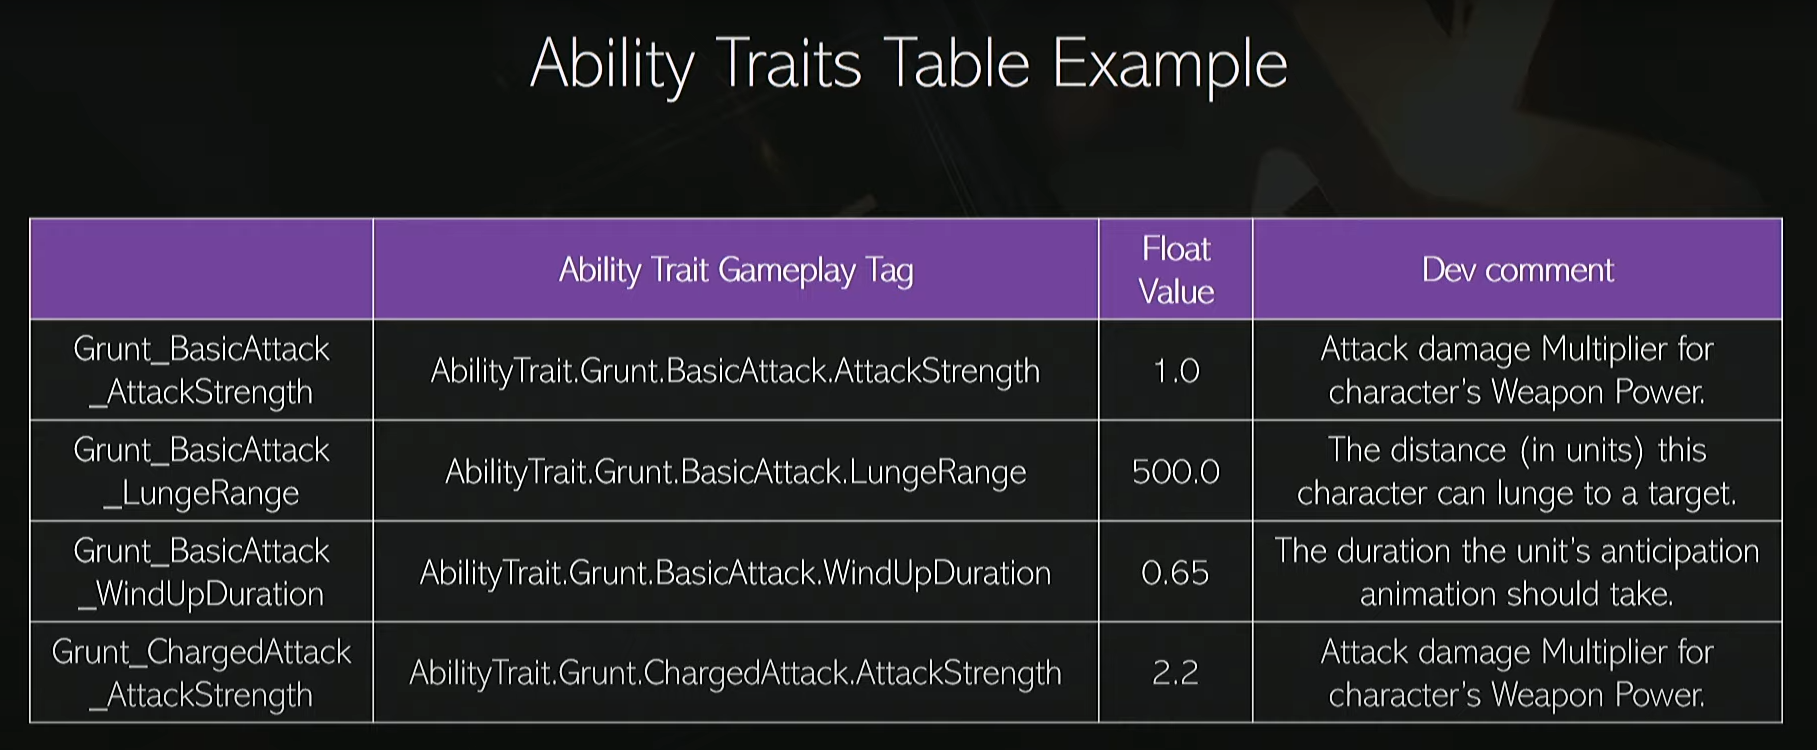 Ability Traits Table Example
Ability Trait Gameplay Tag
Float
Value
Dev comment
Grunt_BasicAttack
_AttackStrength
AbilityTrait.Grunt.BasicAttack.AttackStrength
1.0
Attack damage Multiplier for
character's Weapon Power.
Grunt_BasicAttack
_LungeRange
AbilityTrait.Grunt.BasicAttack.LungeRange
500.0
The distance (in units) this
character can lunge to a target.
Grunt_BasicAttack
_WindUpDuration
AbilityTrait.Grunt.BasicAttack.WindUpDuration
0.65
The duration the unit's anticipation
animation should take.
Grunt_ChargedAttack
_AttackStrength
AbilityTrait.Grunt.ChargedAttack.AttackStrength
2.2
Attack damage Multiplier for
character's Weapon Power.